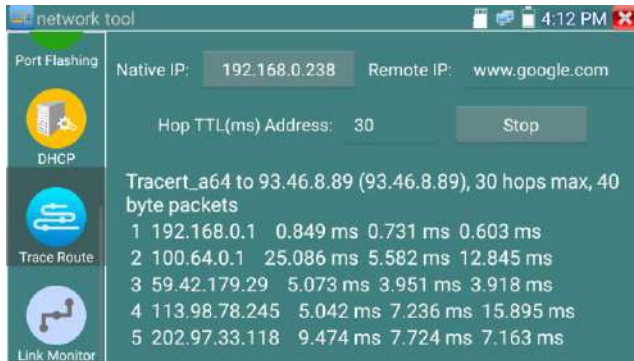 network tool
4:12 PM
Port Flashing
Native IP: 192.168.0.238 Remote IP: www.google.com
Hop TTL(ms) Address: 30 Stop
DHCP
Tracert_a64 to 93.46.8.89 (93.46.8.89), 30 hops max, 40
byte packets
1 192.168.0.1 0.849 ms 0.731 ms 0.603 ms
2 100.64.0.1 25.086 ms 5.582 ms 12.845 ms
Trace Route
3 59.42.179.29 5.073 ms 3.951 ms 3.918 ms
4 113.98.78.245 5.042 ms 7.236 ms 15.895 ms
5 202.97.33.118 9.474 ms 7.724 ms 7.163 ms
Link Monitor